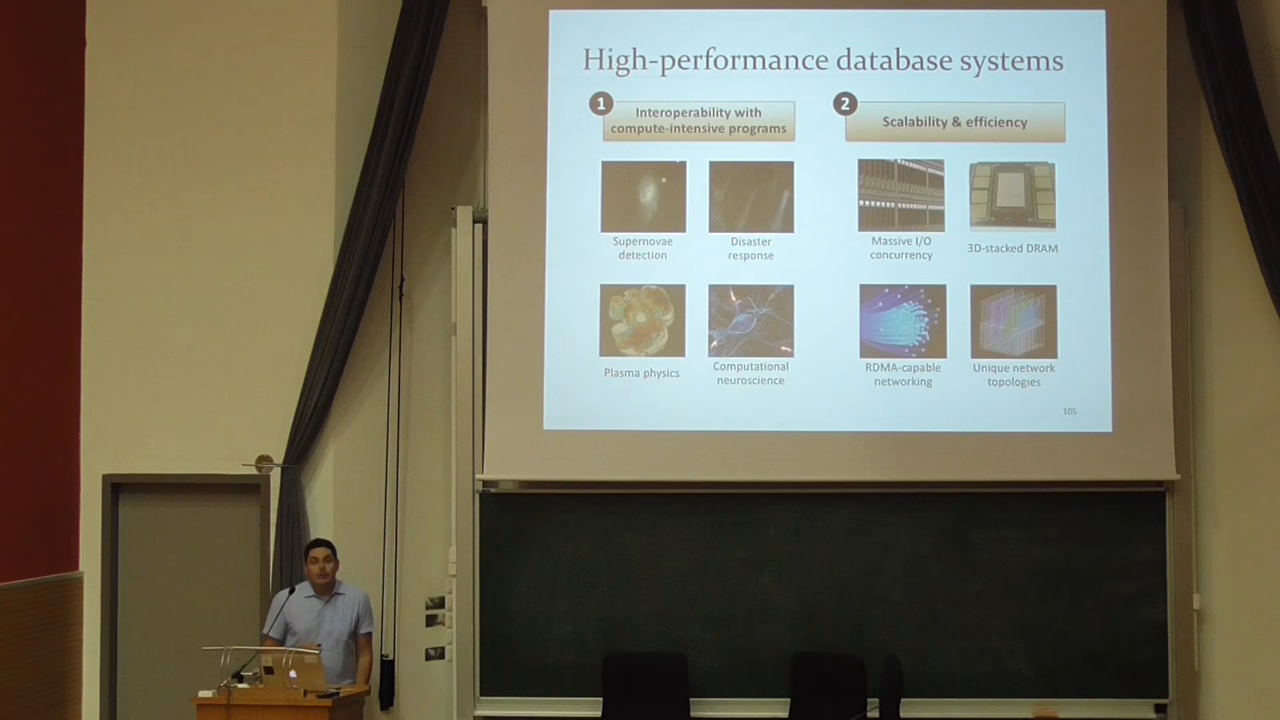 High-performance database systems
1
Interoperability with
compute-intensive programs
2
Scalability & efficiency
Supernovae
detection
Disaster
response
Massive I/O
concurrency
3D-stacked DRAM
Plasma physics
Computational
neuroscience
RDMA-capable
networking
Unique network
topologies
105